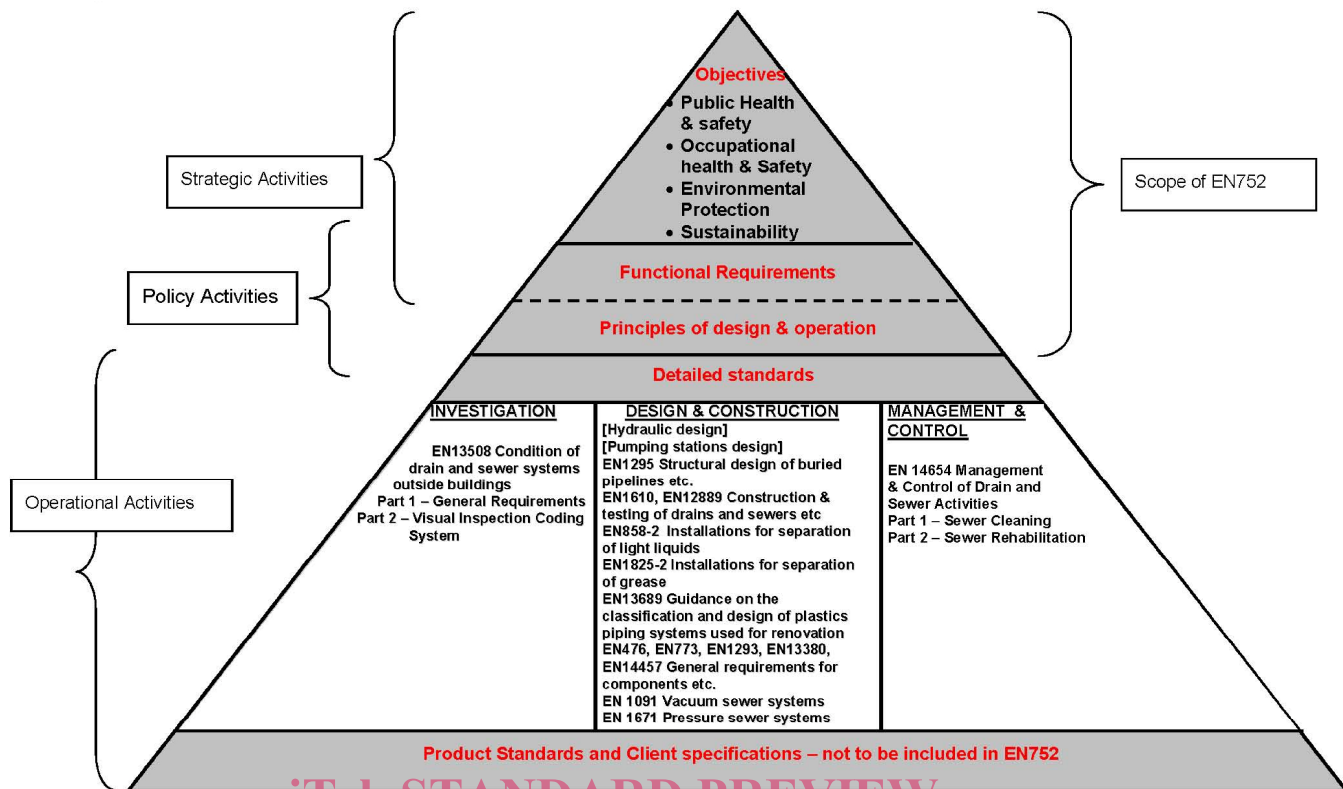 Objectives
• Public Health
& safety
• Occupational
health & Safety
• Environmental
Protection
• Sustainability
Strategic Activities
Scope of EN752
Functional Requirements
Policy Activities
Principles of design & operation
Detailed standards
INVESTIGATION
EN13508 Condition of
drain and sewer systems
outside buildings
Part 1 – General Requirements
Part 2 – Visual Inspection Coding
System
DESIGN & CONSTRUCTION
[Hydraulic design]
[Pumping stations design]
EN1295 Structural design of buried
pipelines etc.
EN1610, EN12889 Construction &
testing of drains and sewers etc
EN858-2 Installations for separation
of light liquids
EN1825-2 Installations for separation
of grease
EN13689 Guidance on the
classification and design of plastics
piping systems used for renovation
EN476, EN773, EN1293, EN13380,
EN14457 General requirements for
components etc.
EN 1091 Vacuum sewer systems
EN 1671 Pressure sewer systems
MANAGEMENT &
CONTROL
EN 14654 Management
& Control of Drain and
Sewer Activities
Part 1 – Sewer Cleaning
Part 2 – Sewer Rehabilitation
Operational Activities
Product Standards and Client specifications – not to be included in EN752
STANDARD PREVIEW